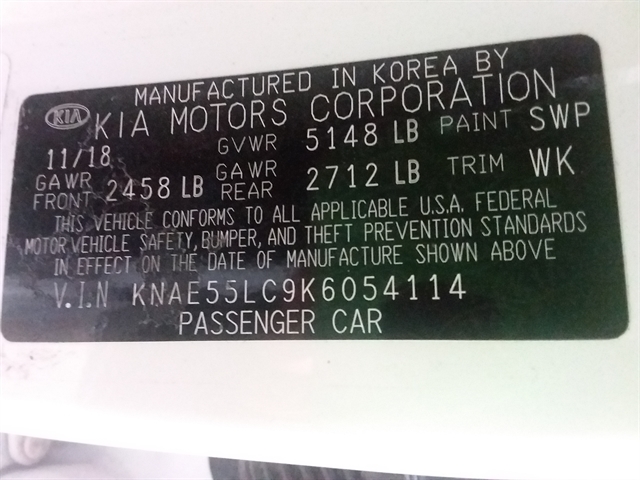 MANUFACTURED IN KOREA BY
KIA KIA MOTORS CORPORATION
11/18 GVWR 5148 LB PAINT SWP
GAWR FRONT 2458 LB GAWR REAR 2712 LB TRIM WK
THIS VEHICLE CONFORMS TO ALL APPLICABLE U.S.A. FEDERAL
MOTOR VEHICLE SAFETY, BUMPER, AND THEFT PREVENTION STANDARDS
IN EFFECT ON THE DATE OF MANUFACTURE SHOWN ABOVE
V.I.N KNAE55LC9K6054114
PASSENGER CAR